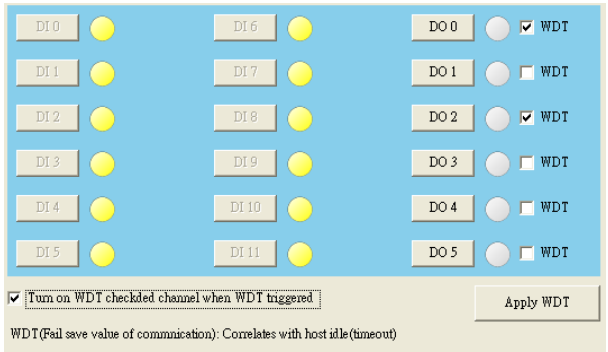 DI 0 DI 6 DO 0 WDT
DI 1 DI 7 DO 1 WDT
DI 2 DI 8 DO 2 WDT
DI 3 DI 9 DO 3 WDT
DI 4 DI 10 DO 4 WDT
DI 5 DI 11 DO 5 WDT
Turn on WDT checkded channel when WDT triggered Apply WDT
WDT(Fail save value of commnication): Correlates with host idle(timeout)